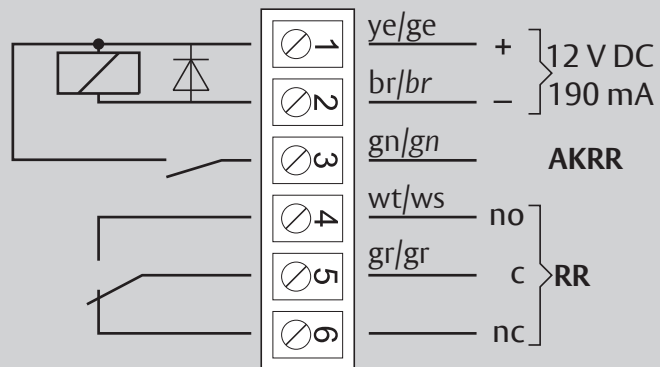 1 ye/ge + 12 V DC
2 br/br – 190 mA
3 gn/gn AKRR
4 wt/ws no
5 gr/gr c RR
6 nc